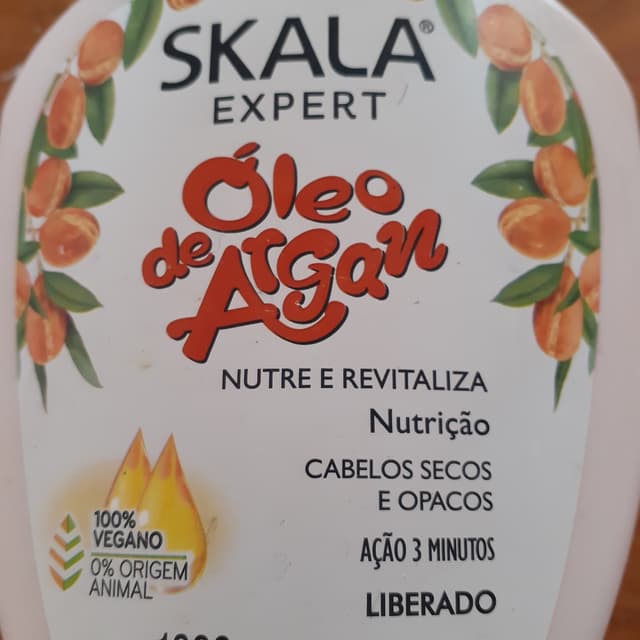 SKALA®
EXPERT
Óleo
de Argan
NUTRE E REVITALIZA
Nutrição
CABELOS SECOS
E OPACOS
AÇÃO 3 MINUTOS
LIBERADO
100%
VEGANO
0% ORIGEM
ANIMAL